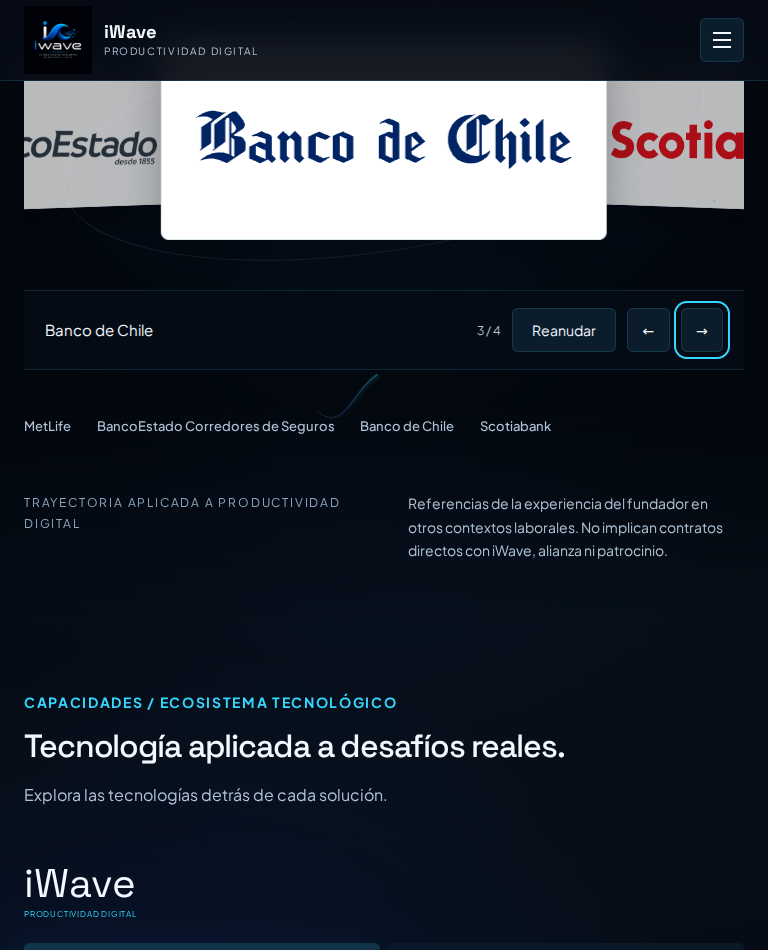 iWave
iwave
PRODUCTIVIDAD DIGITAL
coEstado
desde 1855
Banco de Chile
Scotia
Banco de Chile
3/4
Reanudar
←
→
MetLife
BancoEstado Corredores de Seguros
Banco de Chile
Scotiabank
TRAYECTORIA APLICADA A PRODUCTIVIDAD
DIGITAL
Referencias de la experiencia del fundador en
otros contextos laborales. No implican contratos
directos con iWave, alianza ni patrocinio.
CAPACIDADES / ECOSISTEMA TECNOLÓGICO
Tecnología aplicada a desafíos reales.
Explora las tecnologías detrás de cada solución.
iWave
PRODUCTIVIDAD DIGITAL